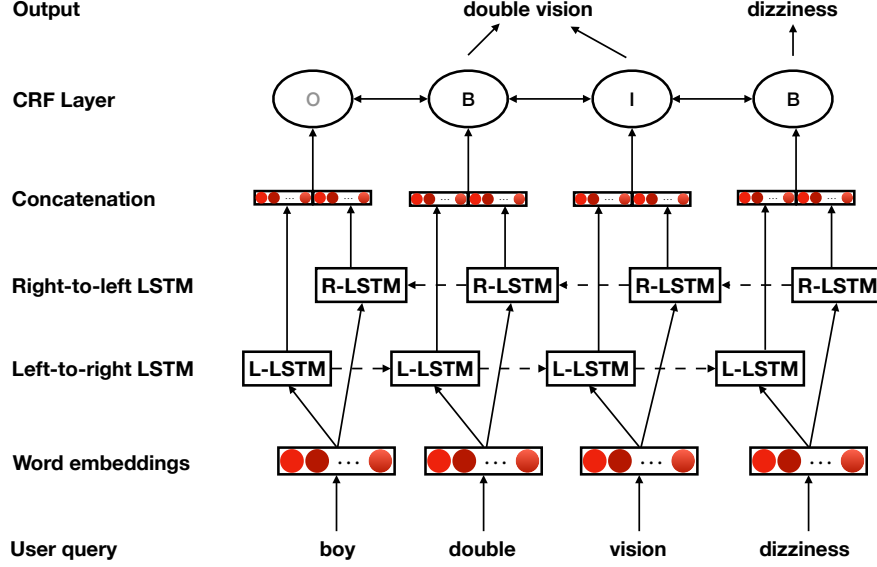 Output double vision dizziness
CRF Layer O B I B
Concatenation ... ... ... ... ... ... ... ...
Right-to-left LSTM R-LSTM R-LSTM R-LSTM R-LSTM
Left-to-right LSTM L-LSTM L-LSTM L-LSTM L-LSTM
Word embeddings ... ... ... ...
User query boy double vision dizziness